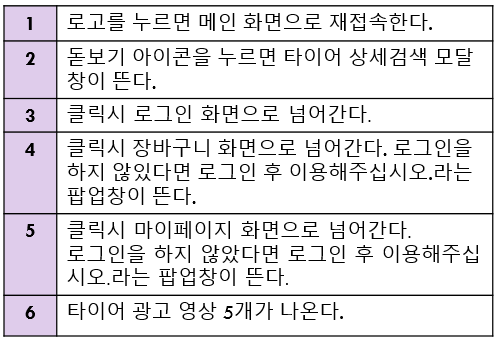 1 로고를 누르면 메인 화면으로 재접속한다.
2 돋보기 아이콘을 누르면 타이어 상세검색 모달
창이 뜬다.
3 클릭시 로그인 화면으로 넘어간다.
4 클릭시 장바구니 화면으로 넘어간다. 로그인을
하지 않있다면 로그인 후 이용해주십시오.라는
팝업창이 뜬다.
5 클릭시 마이페이지 화면으로 넘어간다.
로그인을 하지 않았다면 로그인 후 이용해주십
시오.라는 팝업창이 뜬다.
6 타이어 광고 영상 5개가 나온다.